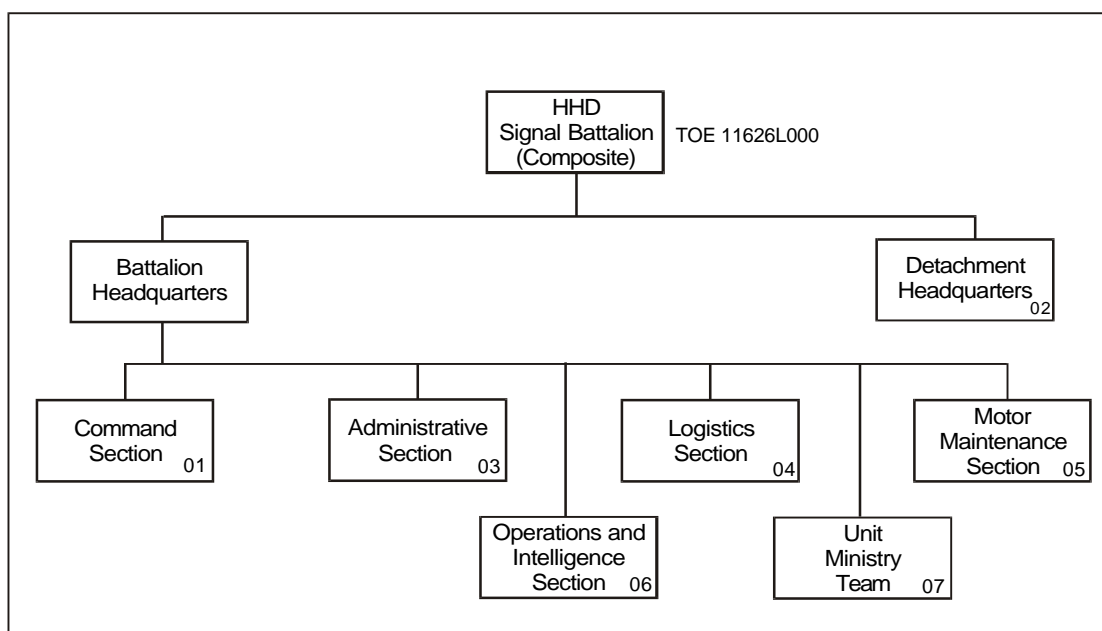 HHD
Signal Battalion
(Composite)
TOE 11626L000
Battalion
Headquarters
Detachment
Headquarters
02
Command
Section
01
Administrative
Section
03
Logistics
Section
04
Motor
Maintenance
Section
05
Operations and
Intelligence
Section
06
Unit
Ministry
Team
07